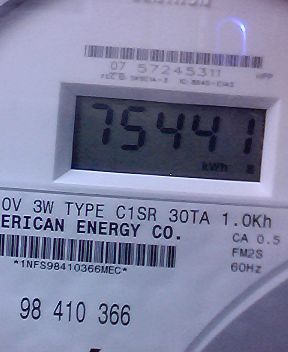 07 57245311
75441
kWh
0V 3W TYPE C1SR 30TA 1.0Kh
ERICAN ENERGY CO.
CA 0.5
FM2S
*1NFS98410366MEC*
60Hz
98 410 366